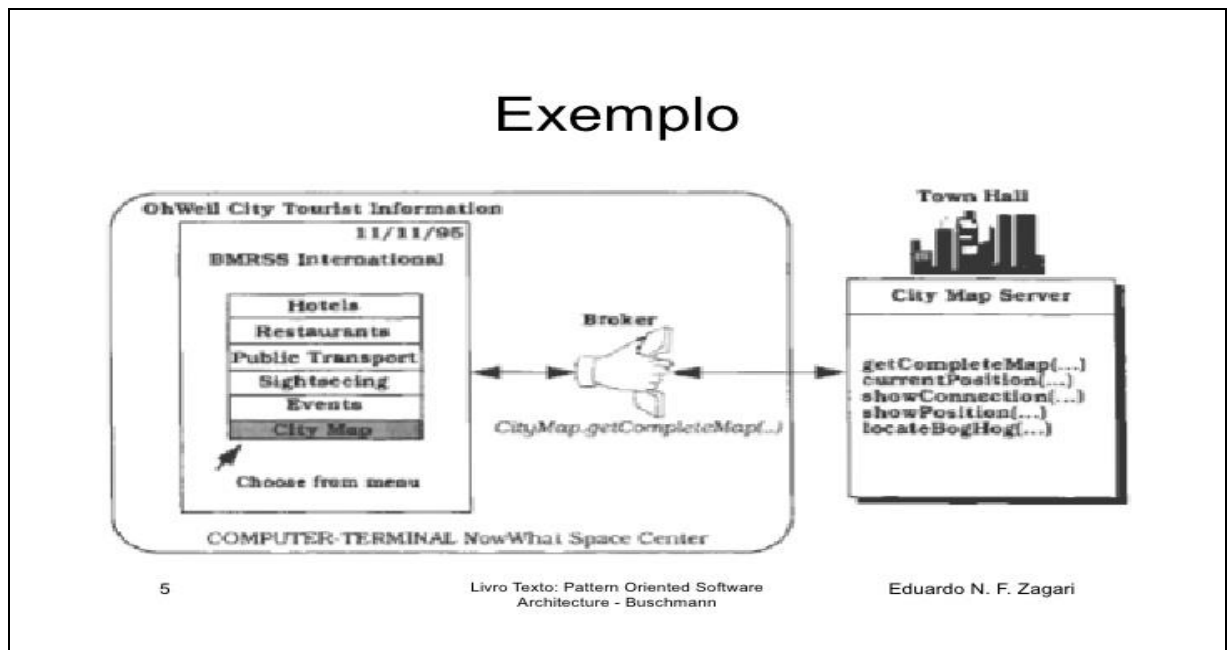 Exemplo
OhWeil City Tourist Information
11/11/95
BMRSS International
Hotels
Restaurants
Public Transport
Sightseeing
Events
City Map
Choose from menu
COMPUTER-TERMINAL NowWhat Space Center
Broker
CityMap.getCompleteMap(..)
Town Hall
City Map Server
getCompleteMap(...)
currentPosition(...)
showConnection(...)
showPosition(...)
locateBogHog(...)
5
Livro Texto: Pattern Oriented Software
Architecture - Buschmann
Eduardo N. F. Zagari